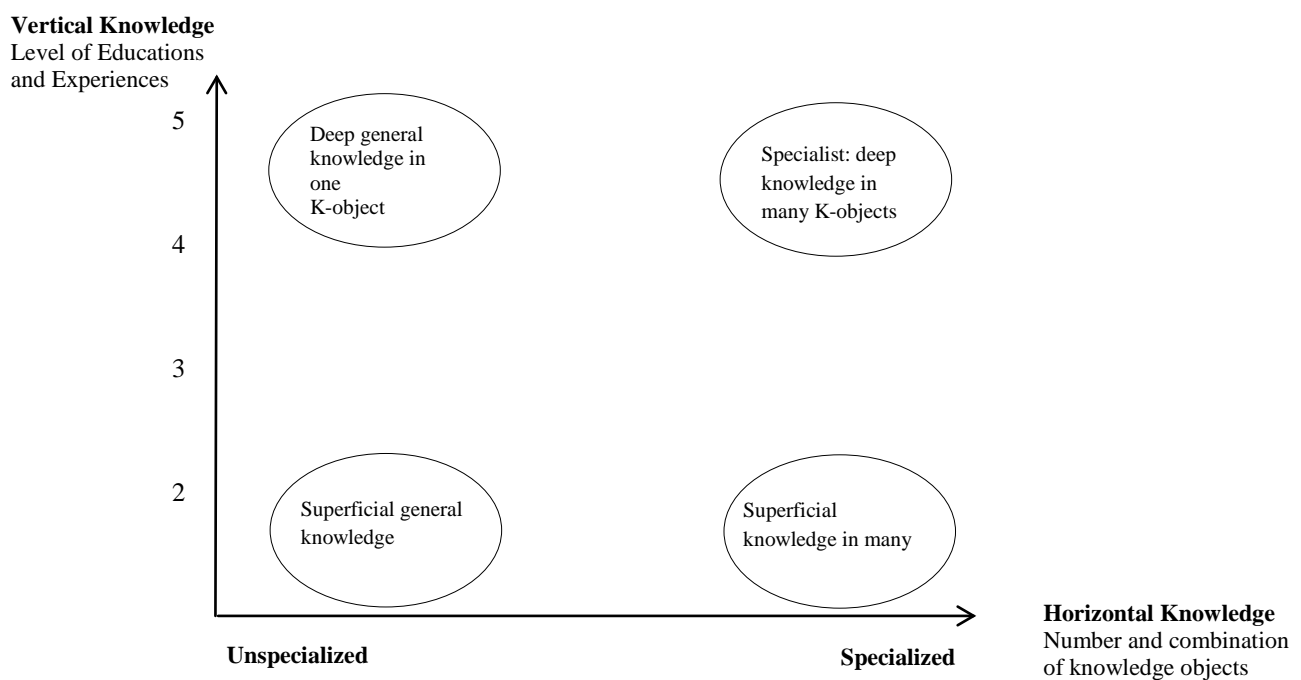 Vertical Knowledge
Level of Educations
and Experiences
5
Deep general
knowledge in
one
K-object
Specialist: deep
knowledge in
many K-objects
4
3
2
Superficial general
knowledge
Superficial
knowledge in many
Unspecialized
Specialized
Horizontal Knowledge
Number and combination
of knowledge objects